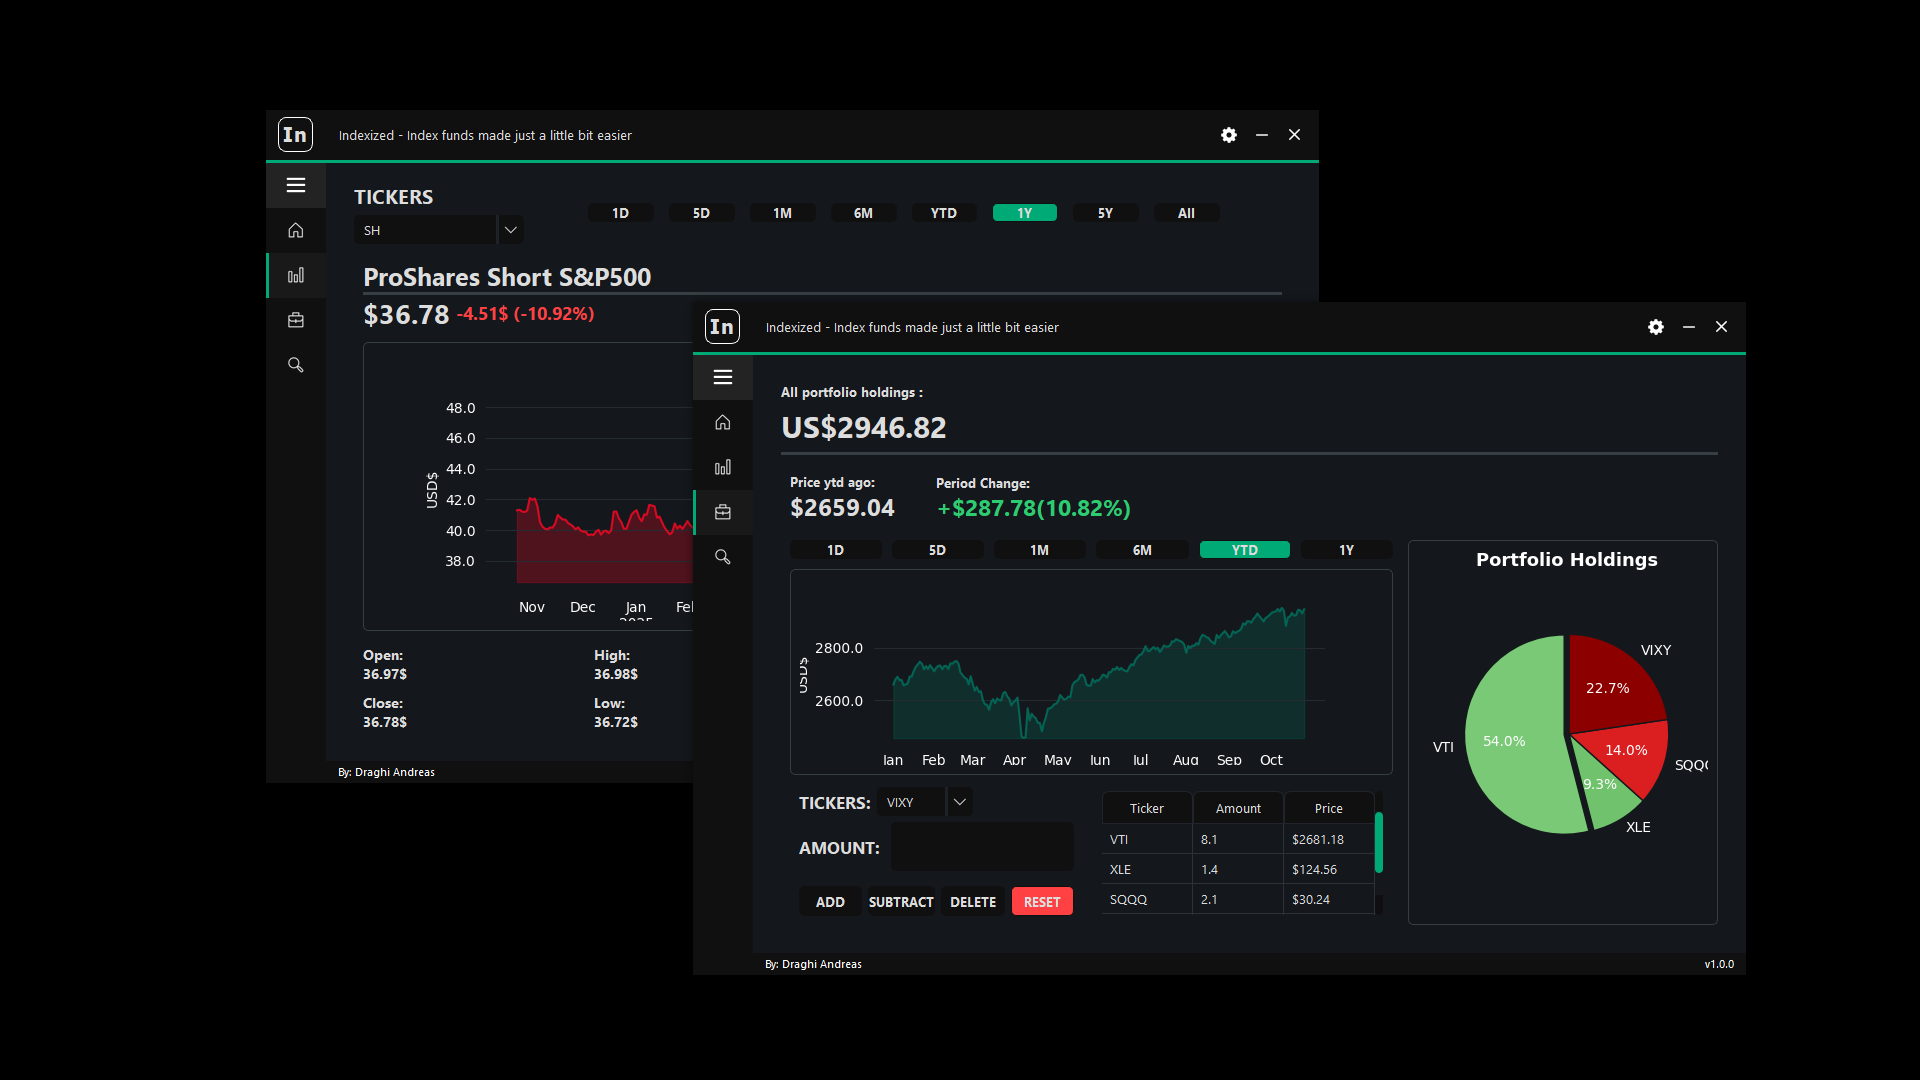 In
Indexized - Index funds made just a little bit easier
TICKERS
SH
1D 5D 1M 6M YTD 1Y 5Y All
ProShares Short S&P500
$36.78 -4.51$ (-10.92%)
48.0
46.0
44.0
42.0
40.0
38.0
USD$
Nov Dec Jan
Open:
36.97$
High:
36.98$
Close:
36.78$
Low:
36.72$
By: Draghi Andreas
In
Indexized - Index funds made just a little bit easier
All portfolio holdings :
US$2946.82
Price ytd ago:
$2659.04
Period Change:
+$287.78(10.82%)
1D 5D 1M 6M YTD 1Y
2800.0
2600.0
USD$
Jan Feb Mar Apr May Jun Jul Aug Sep Oct
Portfolio Holdings
VIXY
22.7%
VTI
54.0%
14.0%
9.3%
XLE
TICKERS: VIXY
AMOUNT:
ADD SUBTRACT DELETE RESET
Ticker Amount Price
VTI 8.1 $2681.18
XLE 1.4 $124.56
SQQQ 2.1 $30.24
By: Draghi Andreas
v1.0.0